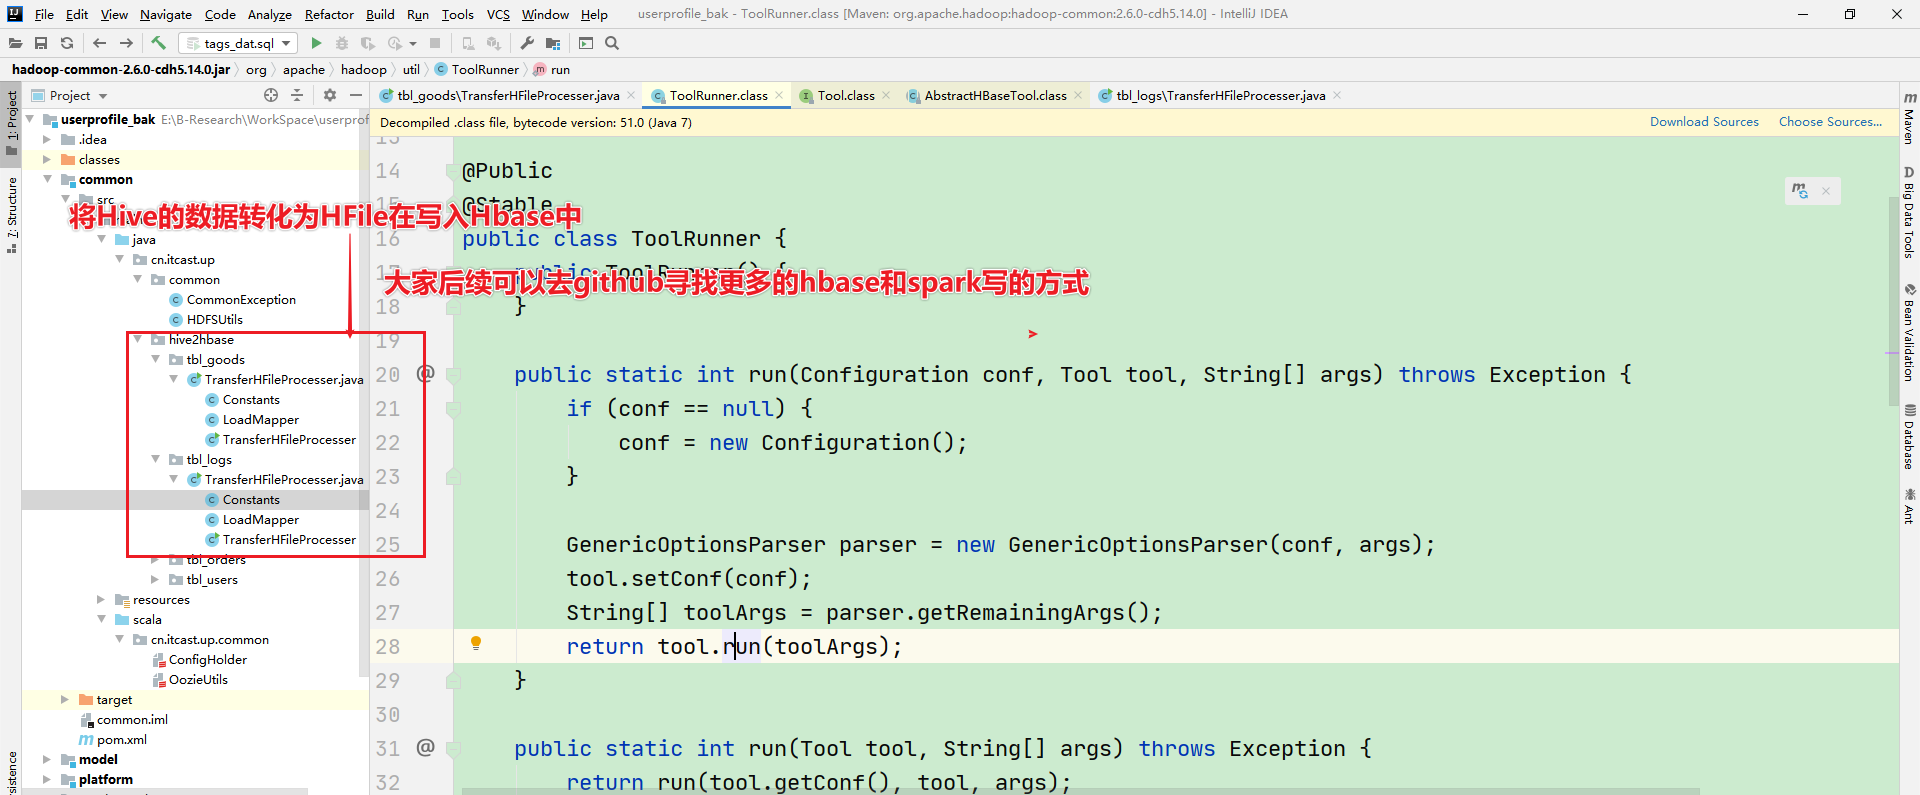 File Edit View Navigate Code Analyze Refactor Build Run Tools VCS Window Help userprofile_bak - ToolRunner.class [Maven: org.apache.hadoop:hadoop-common:2.6.0-cdh5.14.0] - IntelliJ IDEA
tags_dat.sql
hadoop-common-2.6.0-cdh5.14.0.jar org apache hadoop util ToolRunner run
Project
tbl_goods\TransferHFileProcesser.java ToolRunner.class Tool.class AbstractHBaseTool.class tbl_logs\TransferHFileProcesser.java
Decompiled .class file, bytecode version: 51.0 (Java 7) Download Sources Choose Sources...
1: Project
7: Structure
userprofile_bak E:\B-Research\WorkSpace\userprof
.idea
classes
common
src
将Hive的数据转化为HFile在写入Hbase中
java
cn.itcast.up
common
CommonException
HDFSUtils
hive2hbase
tbl_goods
TransferHFileProcesser.java
Constants
LoadMapper
TransferHFileProcesser
tbl_logs
TransferHFileProcesser.java
Constants
LoadMapper
TransferHFileProcesser
tbl_orders
tbl_users
resources
scala
cn.itcast.up.common
ConfigHolder
OozieUtils
target
common.iml
pom.xml
model
platform
14 @Public
@Stable
16 public class ToolRunner {
17 public ToolRunner() {
大家后续可以去github寻找更多的hbase和spark写的方式
18 }
19
20 @ public static int run(Configuration conf, Tool tool, String[] args) throws Exception {
21 if (conf == null) {
22 conf = new Configuration();
23 }
24
25 GenericOptionsParser parser = new GenericOptionsParser(conf, args);
26 tool.setConf(conf);
27 String[] toolArgs = parser.getRemainingArgs();
28 return tool.run(toolArgs);
29 }
30
31 @ public static int run(Tool tool, String[] args) throws Exception {
32 return run(tool.getConf(), tool, args);
Maven
Big Data Tools
Bean Validation
Database
Ant